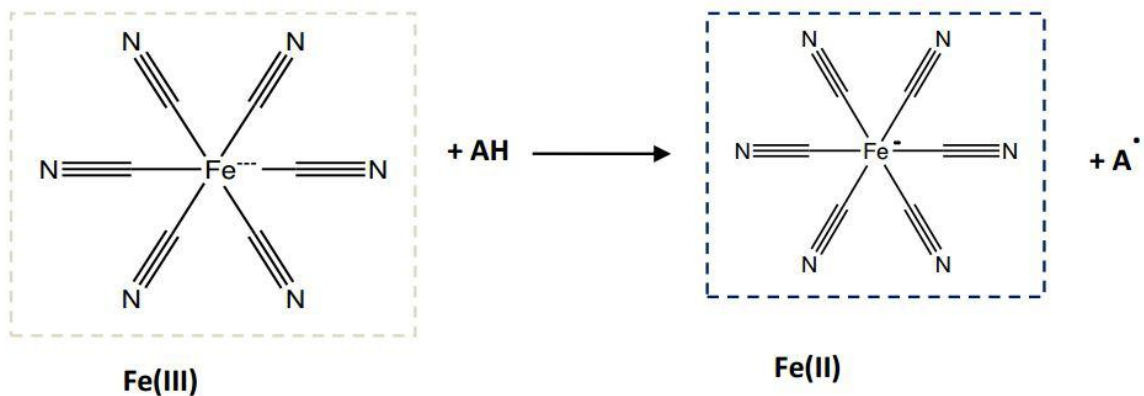 N N
N Fe--- N
N N
+ AH
N N
N Fe- N
N N
+ A•
Fe(III)
Fe(II)